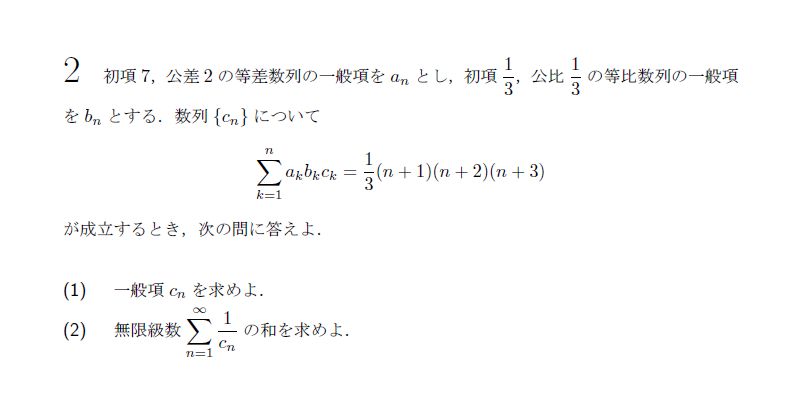 2 初項 7，公差 2 の等差数列の一般項を a_n とし，初項 \frac{1}{3}，公比 \frac{1}{3} の等比数列の一般項
を b_n とする．数列 {c_n} について
\sum_{k=1}^{n} a_k b_k c_k = \frac{1}{3}(n+1)(n+2)(n+3)
が成立するとき，次の問に答えよ．
(1) 一般項 c_n を求めよ．
(2) 無限級数 \sum_{n=1}^{\infty} \frac{1}{c_n} の和を求めよ．